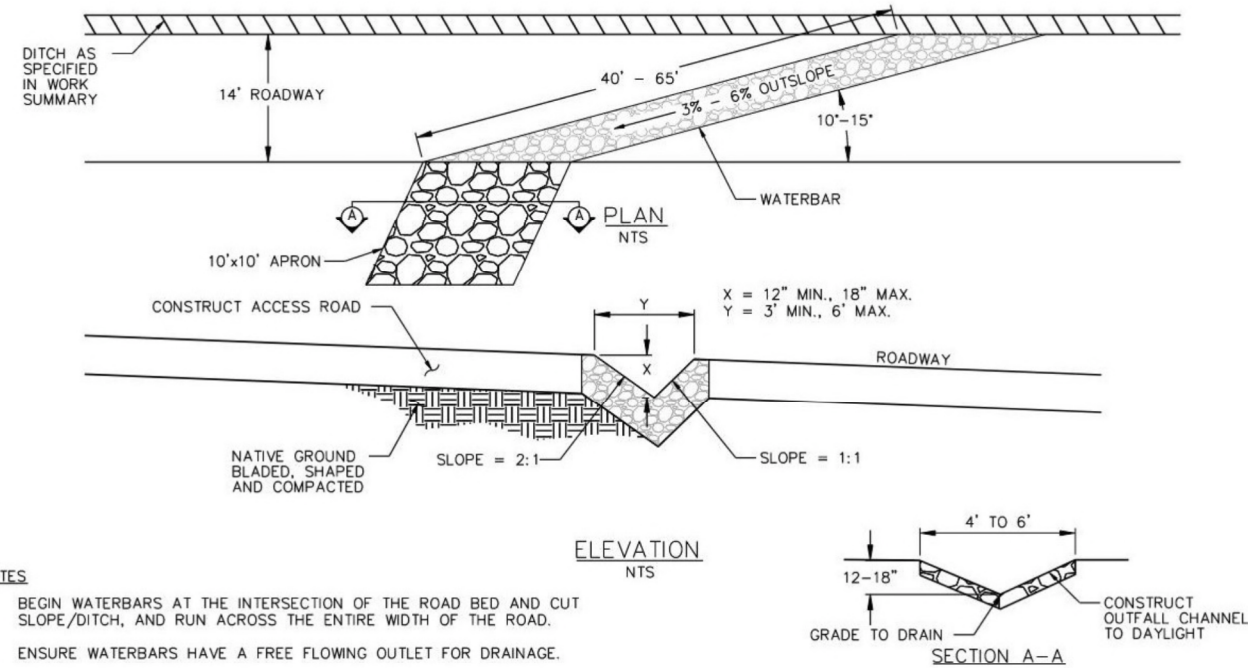 DITCH AS
SPECIFIED
IN WORK
SUMMARY
14' ROADWAY
40' - 65'
3% - 6% OUTSLOPE
10°-15°
WATERBAR
A
A
PLAN
NTS
10'x10' APRON
CONSTRUCT ACCESS ROAD
Y
X = 12" MIN., 18" MAX.
Y = 3' MIN., 6' MAX.
X
ROADWAY
NATIVE GROUND
BLADED, SHAPED
AND COMPACTED
SLOPE = 2:1
SLOPE = 1:1
ELEVATION
NTS
4' TO 6'
12-18"
GRADE TO DRAIN
CONSTRUCT
OUTFALL CHANNEL
TO DAYLIGHT
SECTION A-A
TES
BEGIN WATERBARS AT THE INTERSECTION OF THE ROAD BED AND CUT
SLOPE/DITCH, AND RUN ACROSS THE ENTIRE WIDTH OF THE ROAD.
ENSURE WATERBARS HAVE A FREE FLOWING OUTLET FOR DRAINAGE.